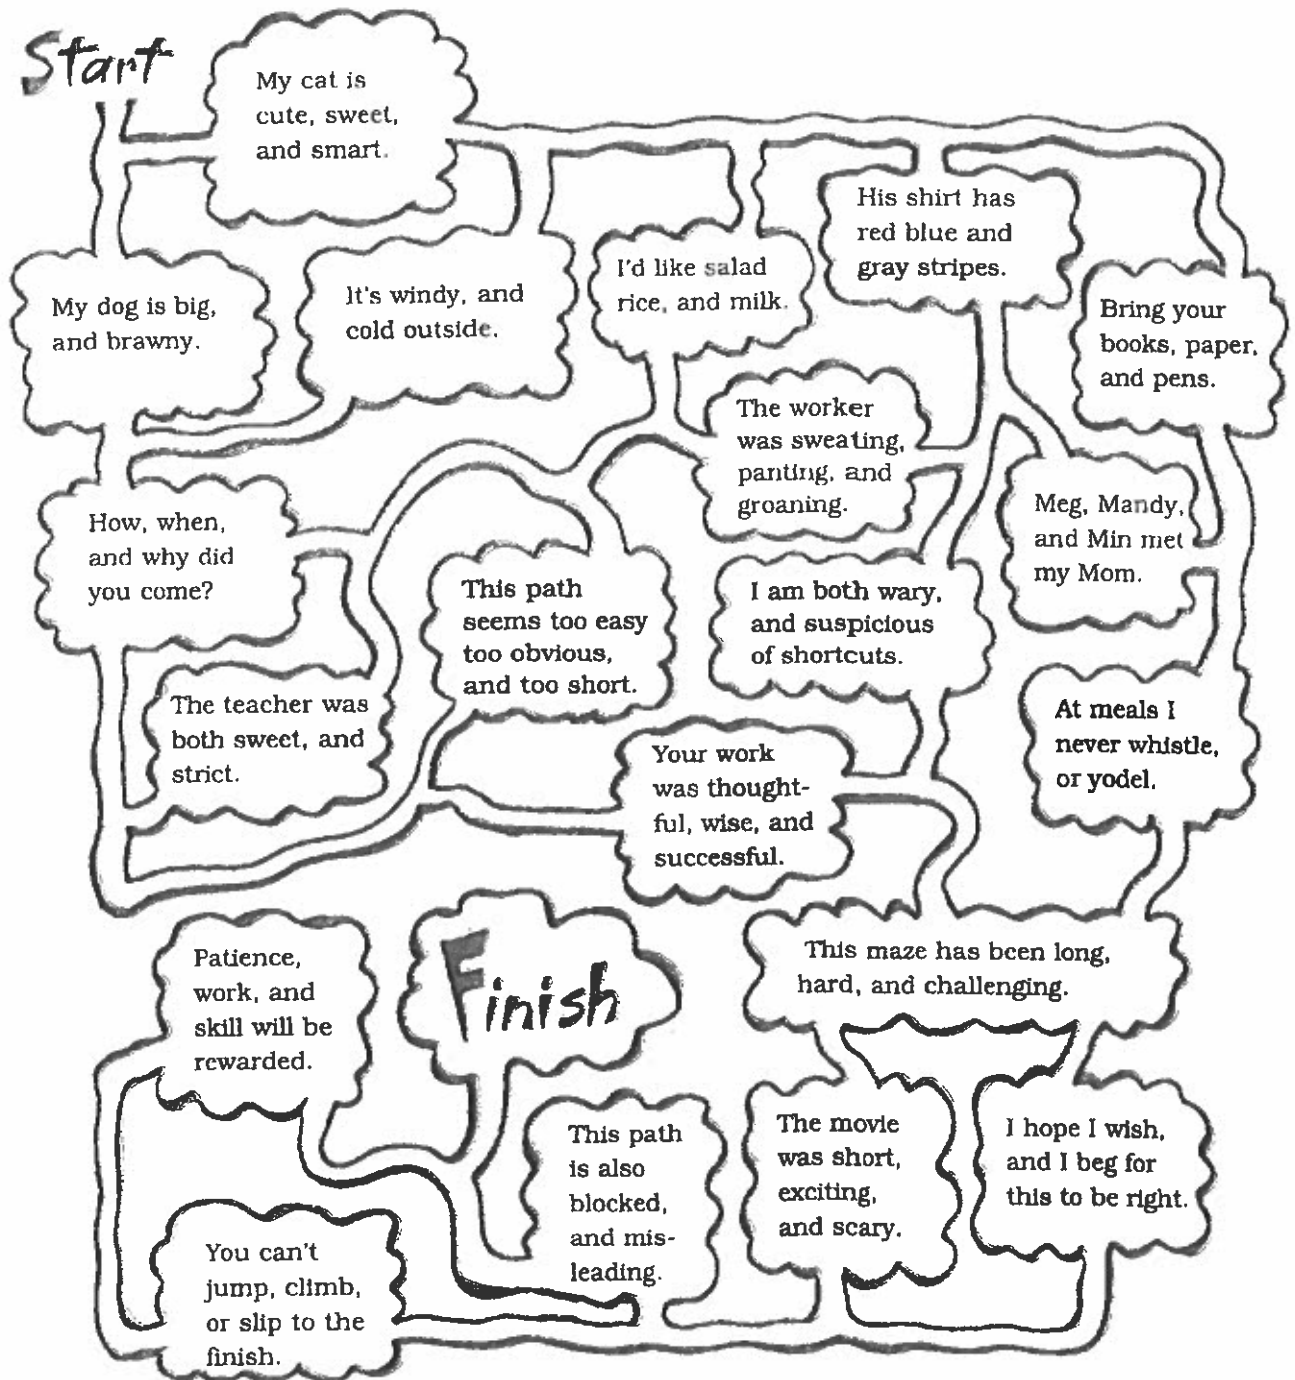 Start
My cat is
cute, sweet,
and smart.
His shirt has
red blue and
gray stripes.
My dog is big,
and brawny.
It's windy, and
cold outside.
I'd like salad
rice, and milk.
Bring your
books, paper,
and pens.
The worker
was sweating,
panting, and
groaning.
How, when,
and why did
you come?
Meg, Mandy,
and Min met
my Mom.
This path
seems too easy
too obvious,
and too short.
I am both wary,
and suspicious
of shortcuts.
The teacher was
both sweet, and
strict.
At meals I
never whistle,
or yodel.
Your work
was thought-
ful, wise, and
successful.
Patience,
work, and
skill will be
rewarded.
Finish
This maze has been long,
hard, and challenging.
This path
is also
blocked,
and mis-
leading.
The movie
was short,
exciting,
and scary.
I hope I wish,
and I beg for
this to be right.
You can't
jump, climb,
or slip to the
finish.